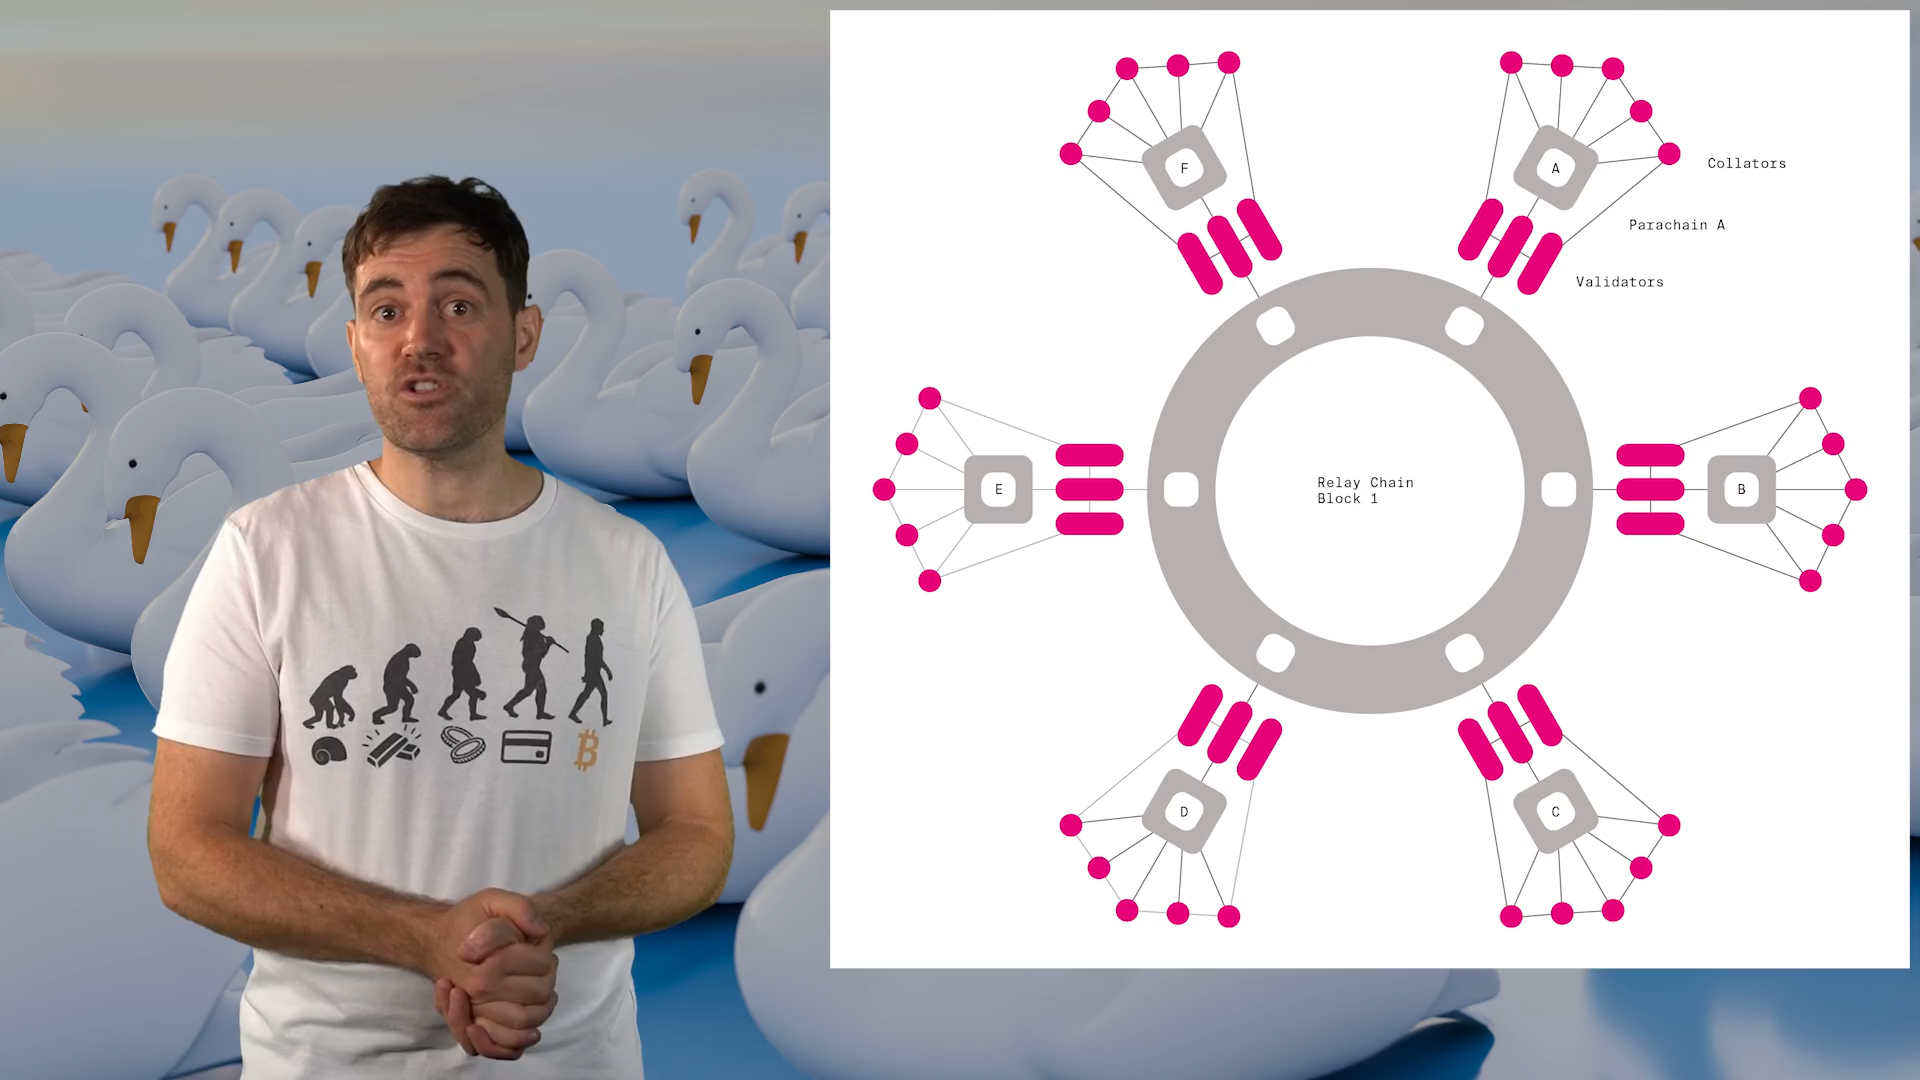 F
A
Collators
Parachain A
Validators
E
Relay Chain
Block 1
B
D
C